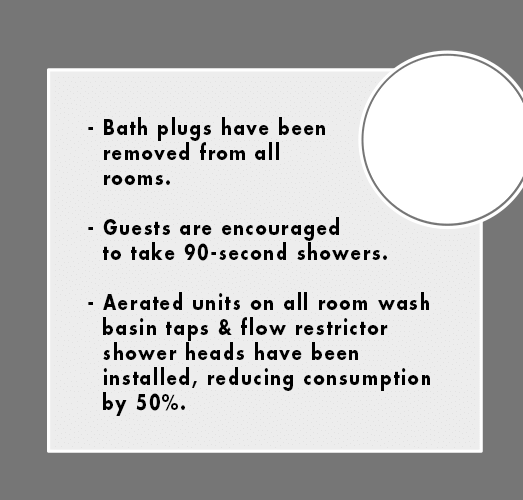 - Bath plugs have been
removed from all
rooms.
- Guests are encouraged
to take 90-second showers.
- Aerated units on all room wash
basin taps & flow restrictor
shower heads have been
installed, reducing consumption
by 50%.